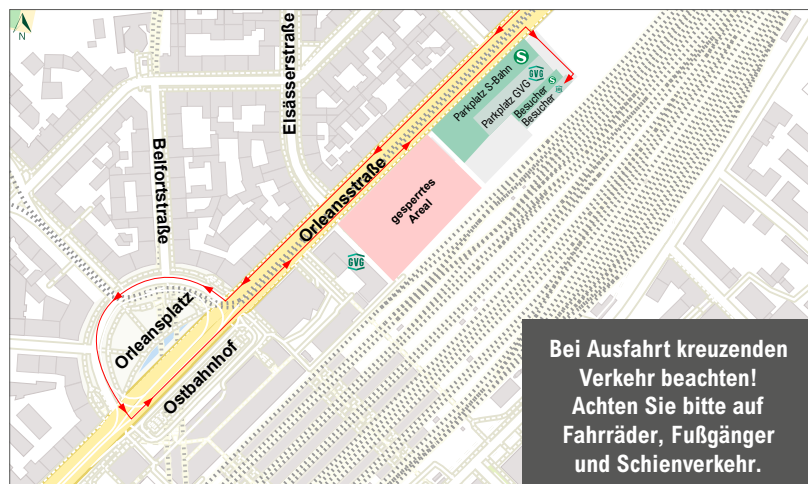 N
Elsässerstraße
Belfortstraße
Orleansstraße
Parkplatz S-Bahn
S
Parkplatz GVG
GVG
Besucher
S
Besucher
gesperrtes
Areal
GVG
Orleansplatz
Ostbahnhof
Bei Ausfahrt kreuzenden
Verkehr beachten!
Achten Sie bitte auf
Fahrräder, Fußgänger
und Schienverkehr.